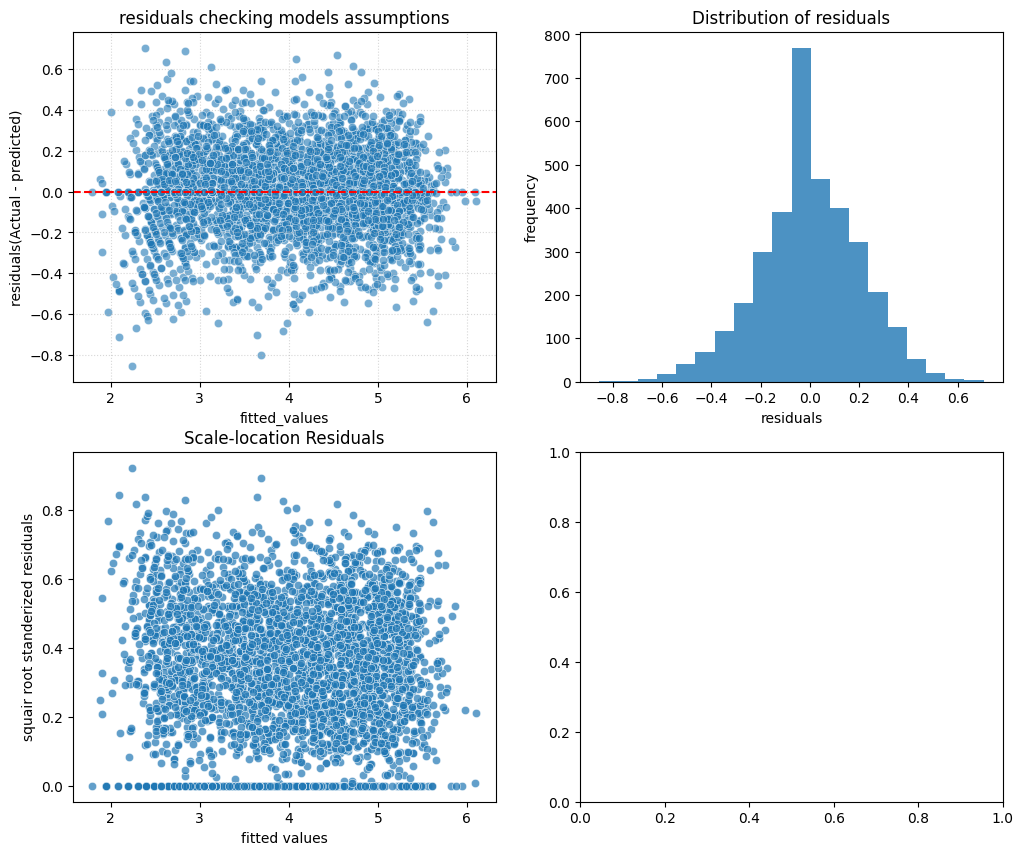 residuals checking models assumptions
residuals(Actual - predicted)
0.6
0.4
0.2
0.0
−0.2
−0.4
−0.6
−0.8
2 3 4 5 6
fitted_values
Distribution of residuals
frequency
800
700
600
500
400
300
200
100
0
−0.8 −0.6 −0.4 −0.2 0.0 0.2 0.4 0.6
residuals
Scale-location Residuals
squair root standerized residuals
0.8
0.6
0.4
0.2
0.0
2 3 4 5 6
fitted values
1.0
0.8
0.6
0.4
0.2
0.0
0.0 0.2 0.4 0.6 0.8 1.0